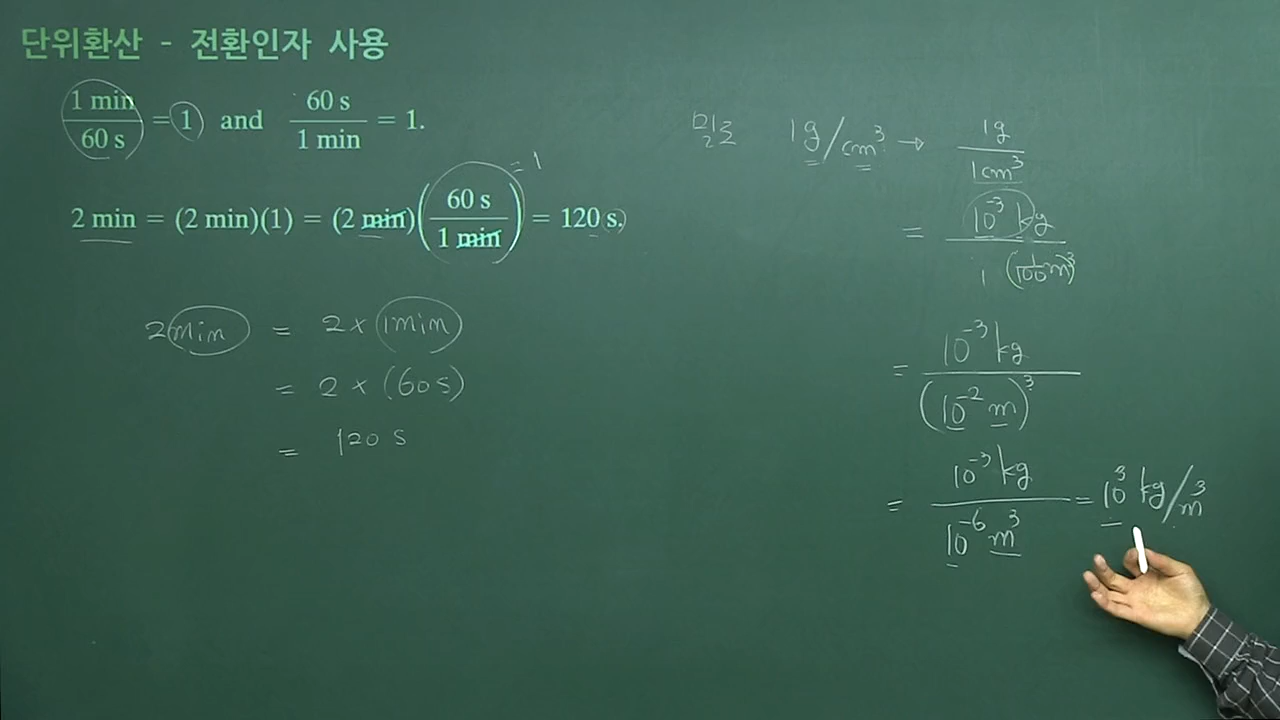 단위환산 - 전환인자 사용
1 min / 60 s = 1 and 60 s / 1 min = 1.
2 min = (2 min)(1) = (2 min)(60 s / 1 min) = 120 s.
= 1
2min = 2 × 1min
= 2 × (60s)
= 120 s
밀도 1g/cm³ → 1g / 1cm³
= 10⁻³ kg / 1 (1/100 m)³
= 10⁻³ kg / (10⁻² m)³
= 10⁻³ kg / 10⁻⁶ m³ = 10³ kg/m³